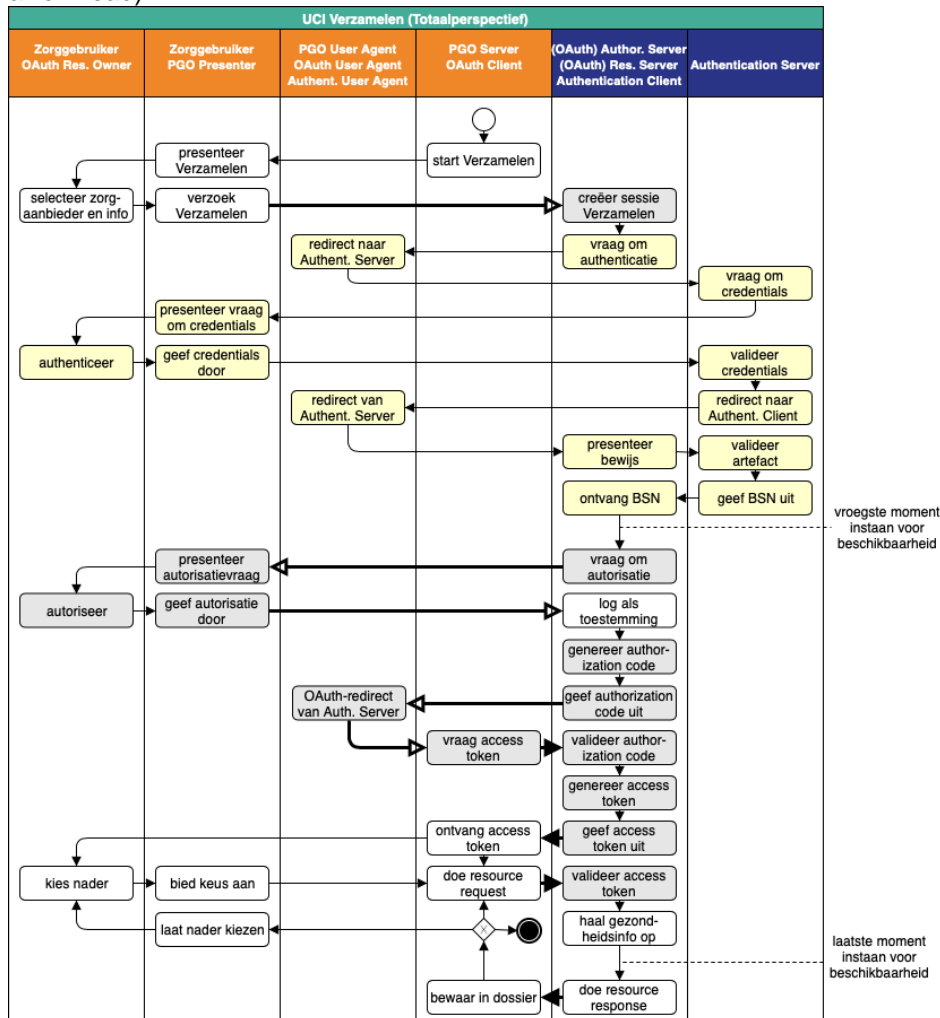 UCI Verzamelen (Totaalperspectief)
Zorggebruiker
OAuth Res. Owner
Zorggebruiker
PGO Presenter
PGO User Agent
OAuth User Agent
Authent. User Agent
PGO Server
OAuth Client
(OAuth) Author. Server
(OAuth) Res. Server
Authentication Client
Authentication Server
presenteer
Verzamelen
start Verzamelen
selecteer zorg-
aanbieder en info
verzoek
Verzamelen
creëer sessie
Verzamelen
redirect naar
Authent. Server
vraag om
authenticatie
vraag om
credentials
presenteer vraag
om credentials
authenticeer
geef credentials
door
valideer
credentials
redirect van
Authent. Server
redirect naar
Authent. Client
presenteer
bewijs
valideer
artefact
ontvang BSN
geef BSN uit
vroegste moment
instaan voor
beschikbaarheid
presenteer
autorisatievraag
vraag om
autorisatie
autoriseer
geef autorisatie
door
log als
toestemming
genereer author-
ization code
OAuth-redirect
van Auth. Server
geef authorization
code uit
vraag access
token
valideer author-
ization code
genereer access
token
ontvang access
token
geef access
token uit
kies nader
bied keus aan
doe resource
request
valideer access
token
laat nader kiezen
X
haal gezond-
heidsinfo op
laatste moment
instaan voor
beschikbaarheid
bewaar in dossier
doe resource
response